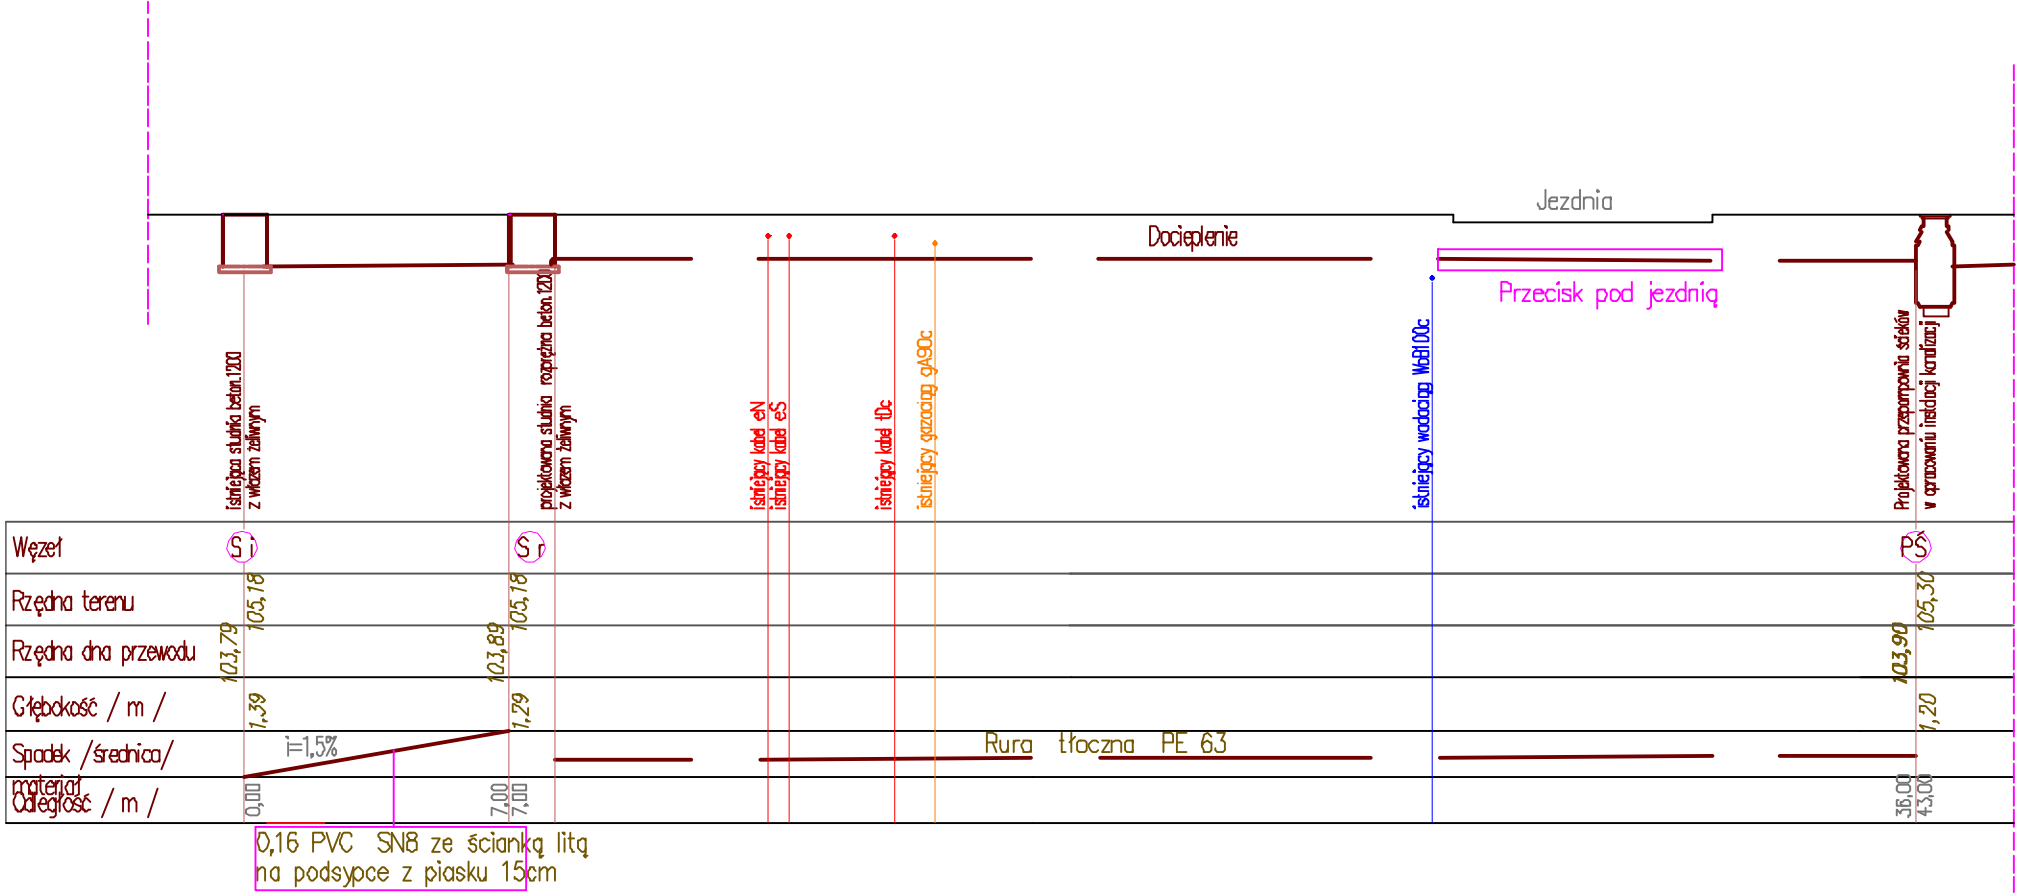 Jezdnia
Docieplenie
Przecisk pod jezdnią
istniejąca studnia beton.1200
z włazem żeliwnym
projektowana studnia rozprężna beton.1200
z włazem żeliwnym
istniejący kabel eN
istniejący kabel eS
istniejący kabel tDc
istniejący gazociąg gA90c
istniejący wodociąg WoB100c
Projektowana przepompownia ścieków
w opracowaniu instalacji kanalizacji
Węzeł
Si
Sr
PŚ
Rzędna terenu
105,18
105,18
105,30
Rzędna dna przewodu
103,79
103,89
103,90
Głębokość / m /
1,39
1,29
1,20
Spadek /średnica/
materiał
i=1,5%
Rura tłoczna PE 63
Odległość / m /
0,00
7,00
7,00
36,00
43,00
0,16 PVC SN8 ze ścianką litą
na podsypce z piasku 15cm